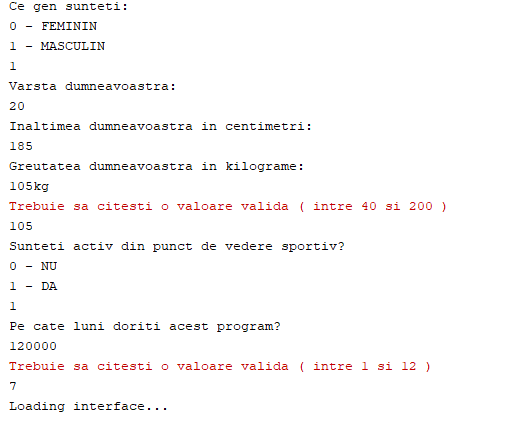 Ce gen sunteti:
0 - FEMININ
1 - MASCULIN
1
Varsta dumneavoastra:
20
Inaltimea dumneavoastra in centimetri:
185
Greutatea dumneavoastra in kilograme:
105kg
Trebuie sa citesti o valoare valida ( intre 40 si 200 )
105
Sunteti activ din punct de vedere sportiv?
0 - NU
1 - DA
1
Pe cate luni doriti acest program?
120000
Trebuie sa citesti o valoare valida ( intre 1 si 12 )
7
Loading interface...